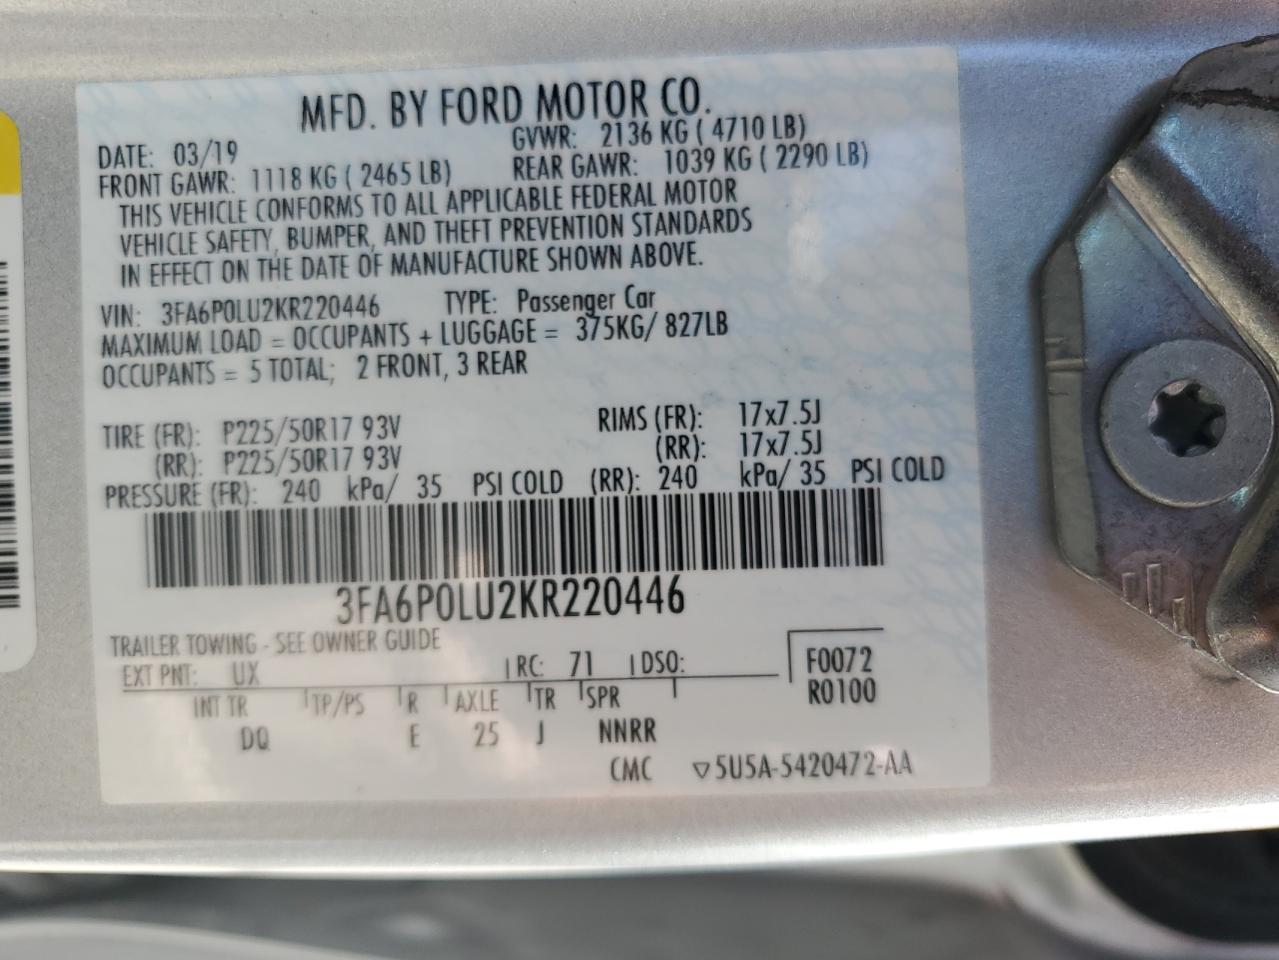 MFD. BY FORD MOTOR CO.
DATE: 03/19 GVWR: 2136 KG ( 4710 LB)
FRONT GAWR: 1118 KG ( 2465 LB) REAR GAWR: 1039 KG ( 2290 LB)
THIS VEHICLE CONFORMS TO ALL APPLICABLE FEDERAL MOTOR
VEHICLE SAFETY, BUMPER, AND THEFT PREVENTION STANDARDS
IN EFFECT ON THE DATE OF MANUFACTURE SHOWN ABOVE.
VIN: 3FA6P0LU2KR220446 TYPE: Passenger Car
MAXIMUM LOAD = OCCUPANTS + LUGGAGE = 375KG/ 827LB
OCCUPANTS = 5 TOTAL; 2 FRONT, 3 REAR
TIRE (FR): P225/50R17 93V RIMS (FR): 17x7.5J
(RR): P225/50R17 93V (RR): 17x7.5J
PRESSURE (FR): 240 kPa/ 35 PSI COLD (RR): 240 kPa/ 35 PSI COLD
3FA6P0LU2KR220446
TRAILER TOWING - SEE OWNER GUIDE
EXT PNT: UX RC: 71 DSO: F0072
R0100
INT TR TP/PS R AXLE TR SPR
DQ E 25 J NNRR
CMC ▽5U5A-5420472-AA